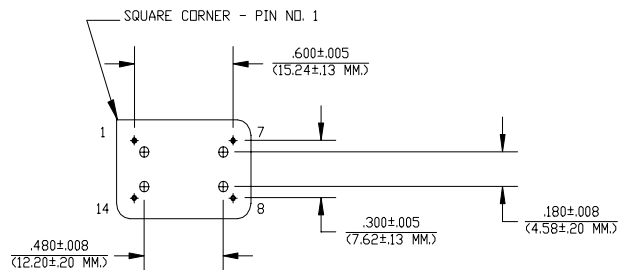 SQUARE CORNER - PIN NO. 1
.600±.005
(15.24±.13 MM.)
1
7
14
8
.300±.005
(7.62±.13 MM.)
.180±.008
(4.58±.20 MM.)
.480±.008
(12.20±.20 MM.)